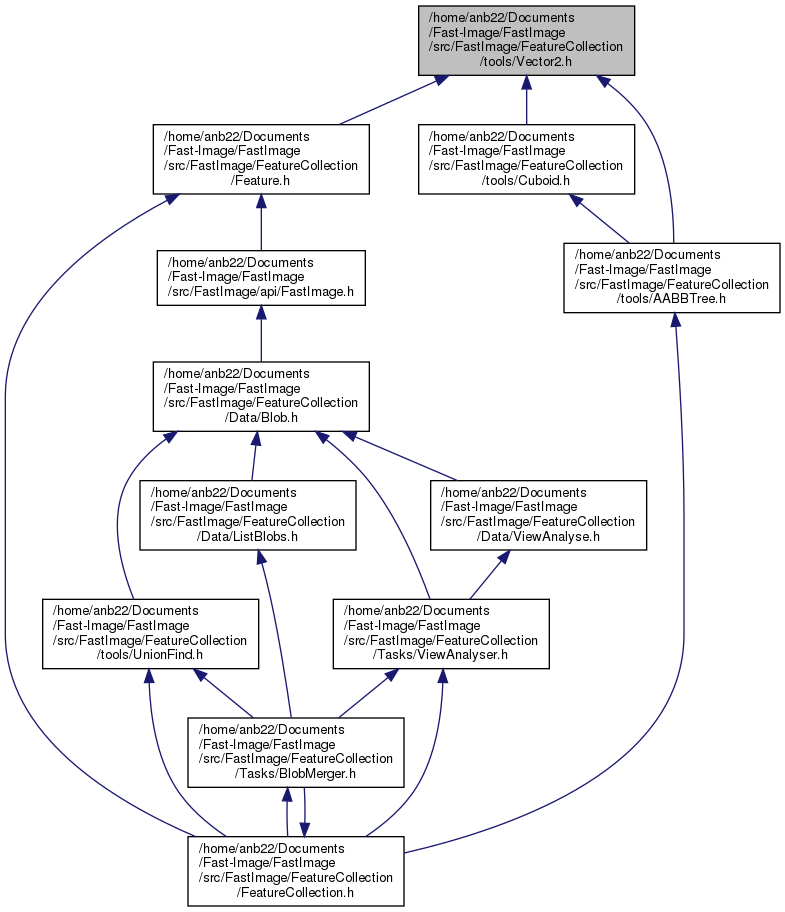 /home/anb22/Documents
/Fast-Image/FastImage
/src/FastImage/FeatureCollection
/tools/Vector2.h
/home/anb22/Documents
/Fast-Image/FastImage
/src/FastImage/FeatureCollection
/Feature.h
/home/anb22/Documents
/Fast-Image/FastImage
/src/FastImage/FeatureCollection
/tools/Cuboid.h
/home/anb22/Documents
/Fast-Image/FastImage
/src/FastImage/api/FastImage.h
/home/anb22/Documents
/Fast-Image/FastImage
/src/FastImage/FeatureCollection
/tools/AABBTree.h
/home/anb22/Documents
/Fast-Image/FastImage
/src/FastImage/FeatureCollection
/Data/Blob.h
/home/anb22/Documents
/Fast-Image/FastImage
/src/FastImage/FeatureCollection
/Data/ListBlobs.h
/home/anb22/Documents
/Fast-Image/FastImage
/src/FastImage/FeatureCollection
/Data/ViewAnalyse.h
/home/anb22/Documents
/Fast-Image/FastImage
/src/FastImage/FeatureCollection
/tools/UnionFind.h
/home/anb22/Documents
/Fast-Image/FastImage
/src/FastImage/FeatureCollection
/Tasks/ViewAnalyser.h
/home/anb22/Documents
/Fast-Image/FastImage
/src/FastImage/FeatureCollection
/Tasks/BlobMerger.h
/home/anb22/Documents
/Fast-Image/FastImage
/src/FastImage/FeatureCollection
/FeatureCollection.h